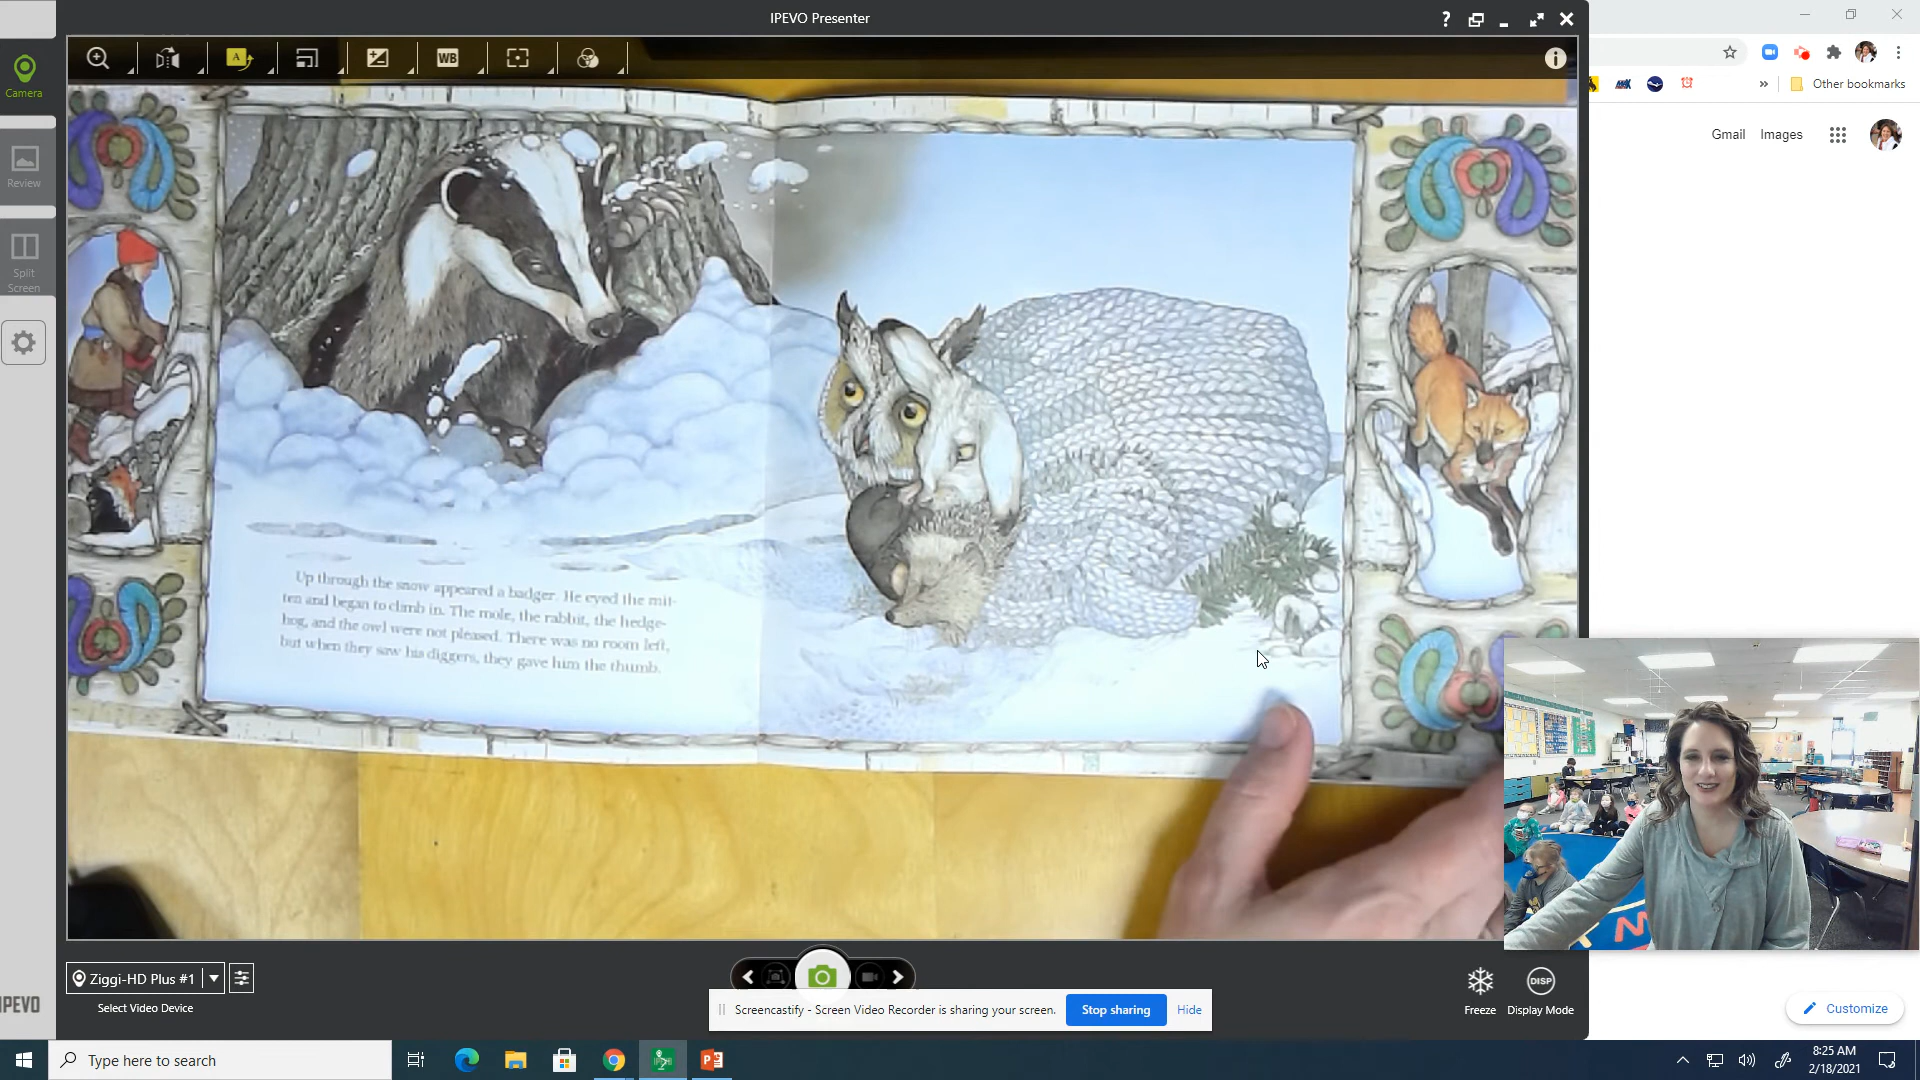 IPEVO Presenter
?
A
WB
i
Camera
Review
Split
Screen
Other bookmarks
Gmail
Images
Up through the snow appeared a badger. He eyed the mit-
ten and began to climb in. The mole, the rabbit, the hedge-
hog, and the owl were not pleased. There was no room left,
but when they saw his diggers, they gave him the thumb.
Ziggi-HD Plus #1
Select Video Device
IPEVO
Freeze
DISP
Display Mode
Screencastify - Screen Video Recorder is sharing your screen.
Stop sharing
Hide
Customize
Type here to search
8:25 AM
2/18/2021